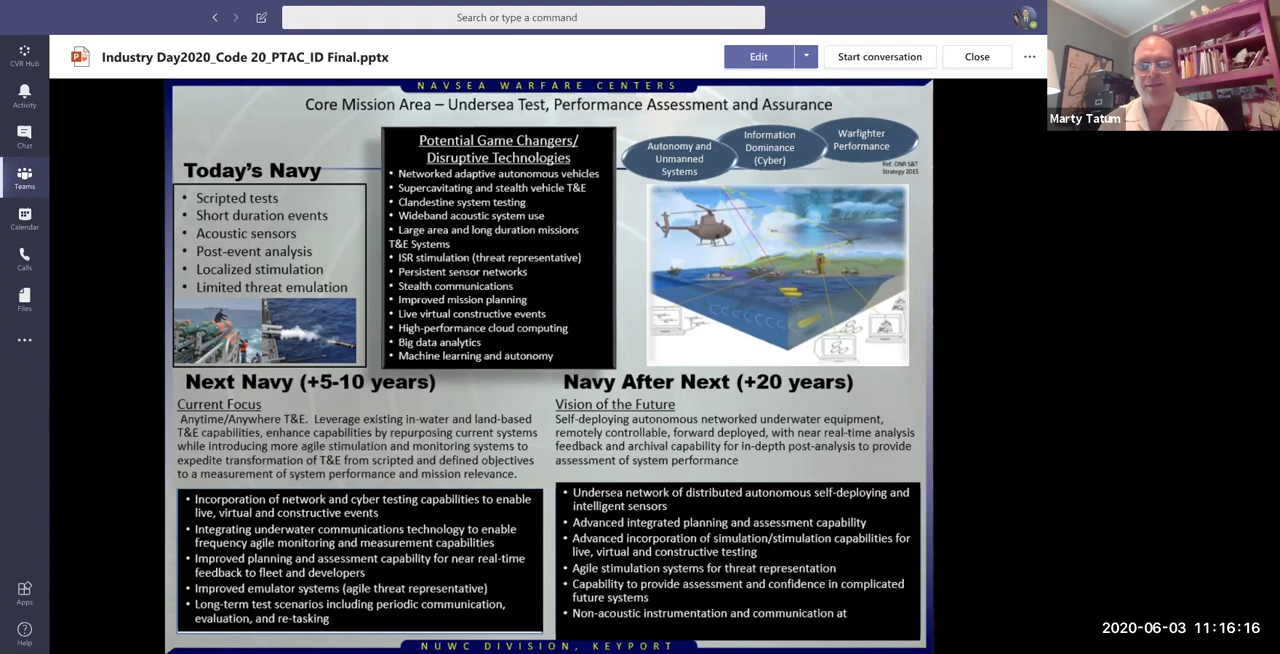 Search or type a command
CVR Hub
Activity
Chat
Teams
Calendar
Calls
Files
Apps
Help
Industry Day2020_Code 20_PTAC_ID Final.pptx
Edit
Start conversation
Close
Marty Tatum
NAVSEA WARFARE CENTERS
Core Mission Area – Undersea Test, Performance Assessment and Assurance
Today's Navy
• Scripted tests
• Short duration events
• Acoustic sensors
• Post-event analysis
• Localized stimulation
• Limited threat emulation
Potential Game Changers/
Disruptive Technologies
• Networked adaptive autonomous vehicles
• Supercavitating and stealth vehicle T&E
• Clandestine system testing
• Wideband acoustic system use
• Large area and long duration missions
T&E Systems
• ISR stimulation (threat representative)
• Persistent sensor networks
• Stealth communications
• Improved mission planning
• Live virtual constructive events
• High-performance cloud computing
• Big data analytics
• Machine learning and autonomy
Autonomy and
Unmanned
Systems
Information
Dominance
(Cyber)
Warfighter
Performance
Ref. ONR S&T
Strategy 2015
Next Navy (+5-10 years)
Current Focus
Anytime/Anywhere T&E. Leverage existing in-water and land-based
T&E capabilities, enhance capabilities by repurposing current systems
while introducing more agile stimulation and monitoring systems to
expedite transformation of T&E from scripted and defined objectives
to a measurement of system performance and mission relevance.
• Incorporation of network and cyber testing capabilities to enable
live, virtual and constructive events
• Integrating underwater communications technology to enable
frequency agile monitoring and measurement capabilities
• Improved planning and assessment capability for near real-time
feedback to fleet and developers
• Improved emulator systems (agile threat representative)
• Long-term test scenarios including periodic communication,
evaluation, and re-tasking
Navy After Next (+20 years)
Vision of the Future
Self-deploying autonomous networked underwater equipment,
remotely controllable, forward deployed, with near real-time analysis
feedback and archival capability for in-depth post-analysis to provide
assessment of system performance
• Undersea network of distributed autonomous self-deploying and
intelligent sensors
• Advanced integrated planning and assessment capability
• Advanced incorporation of simulation/stimulation capabilities for
live, virtual and constructive testing
• Agile stimulation systems for threat representation
• Capability to provide assessment and confidence in complicated
future systems
• Non-acoustic instrumentation and communication at
NUWC DIVISION, KEYPORT
2020-06-03 11:16:16